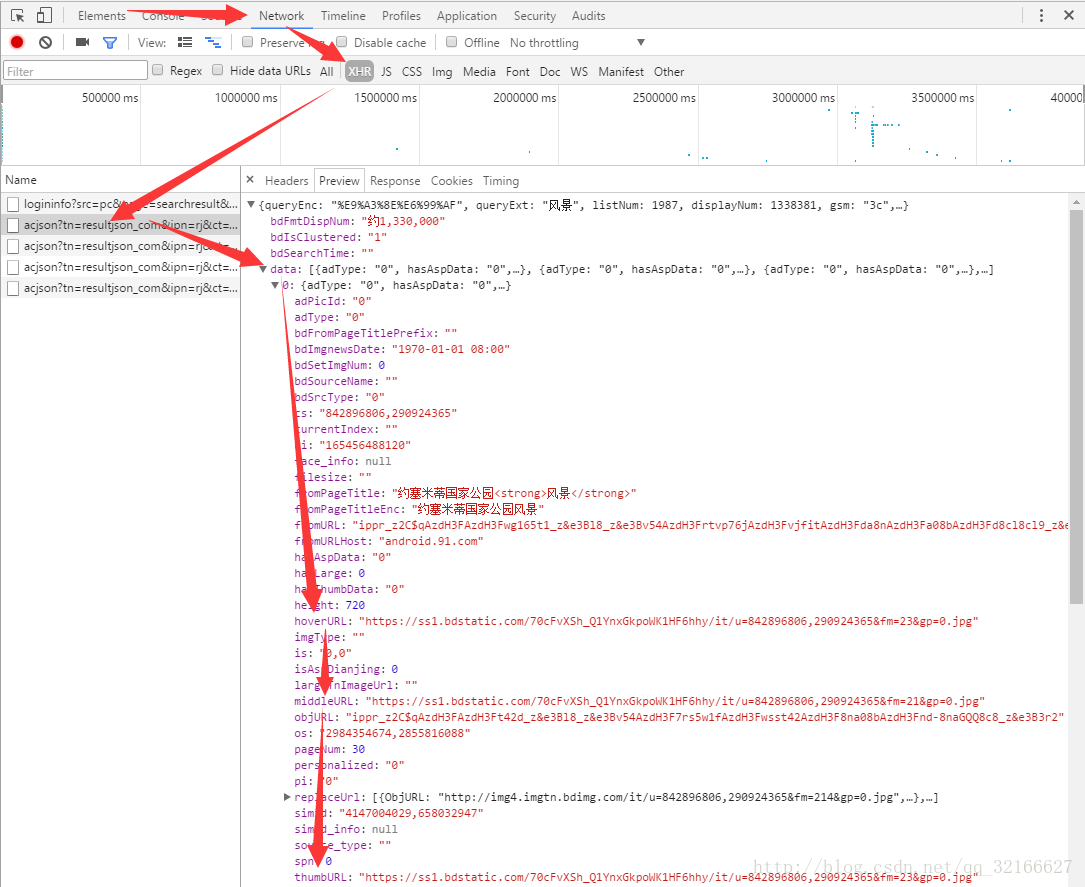 Elements Console Network Timeline Profiles Application Security Audits
View: Preserve Disable cache Offline No throttling
Filter Regex Hide data URLs All XHR JS CSS Img Media Font Doc WS Manifest Other
500000 ms 1000000 ms 1500000 ms 2000000 ms 2500000 ms 3000000 ms 3500000 ms 40000
Name × Headers Preview Response Cookies Timing
logininfo?src=pc&page=searchresult&...
acjson?tn=resultjson_com&ipn=rj&ct=...
acjson?tn=resultjson_com&ipn=rj&ct=...
acjson?tn=resultjson_com&ipn=rj&ct=...
acjson?tn=resultjson_com&ipn=rj&ct=...
{queryEnc: "%E9%A3%8E%E6%99%AF", queryExt: "风景", listNum: 1987, displayNum: 1338381, gsm: "3c",…}
bdFmtDispNum: "约1,330,000"
bdIsClustered: "1"
bdSearchTime: ""
data: [{adType: "0", hasAspData: "0",…}, {adType: "0", hasAspData: "0",…}, {adType: "0", hasAspData: "0",…},…]
0: {adType: "0", hasAspData: "0",…}
adPicId: "0"
adType: "0"
bdFromPageTitlePrefix: ""
bdImgnewsDate: "1970-01-01 08:00"
bdSetImgNum: 0
bdSourceName: ""
bdSrcType: "0"
cs: "842896806,290924365"
currentIndex: ""
di: "165456488120"
face_info: null
filesize: ""
fromPageTitle: "约塞米蒂国家公园<strong>风景</strong>"
fromPageTitleEnc: "约塞米蒂国家公园风景"
fromURL: "ippr_z2C$qAzdH3FAzdH3Fwg165t1_z&e3Bl8_z&e3Bv54AzdH3Frtvp76jAzdH3FvjfitAzdH3Fda8nAzdH3Fa08bAzdH3Fd8cl8cl9_z&e
fromURLHost: "android.91.com"
hasAspData: "0"
hasLarge: 0
hasThumbData: "0"
height: 720
hoverURL: "https://ss1.bdstatic.com/70cFvXSh_Q1YnxGkpoWK1HF6hhy/it/u=842896806,290924365&fm=23&gp=0.jpg"
imgType: ""
is: "0,0"
isAspDianjing: 0
largeTnImageUrl: ""
middleURL: "https://ss1.bdstatic.com/70cFvXSh_Q1YnxGkpoWK1HF6hhy/it/u=842896806,290924365&fm=21&gp=0.jpg"
objURL: "ippr_z2C$qAzdH3FAzdH3Ft42d_z&e3Bl8_z&e3Bv54AzdH3F7rs5w1fAzdH3Fwsst42AzdH3F8na08bAzdH3Fnd-8naGQQ8c8_z&e3B3r2"
os: "2984354674,2855816088"
pageNum: 30
personalized: "0"
pi: "0"
replaceUrl: [{ObjURL: "http://img4.imgtn.bdimg.com/it/u=842896806,290924365&fm=214&gp=0.jpg",…},…]
simid: "4147004029,658032947"
simid_info: null
source_type: ""
spn: 0
thumbURL: "https://ss1.bdstatic.com/70cFvXSh_Q1YnxGkpoWK1HF6hhy/it/u=842896806,290924365&fm=23&gp=0.jpg"
http://blog.csdn.net/qq_32166627